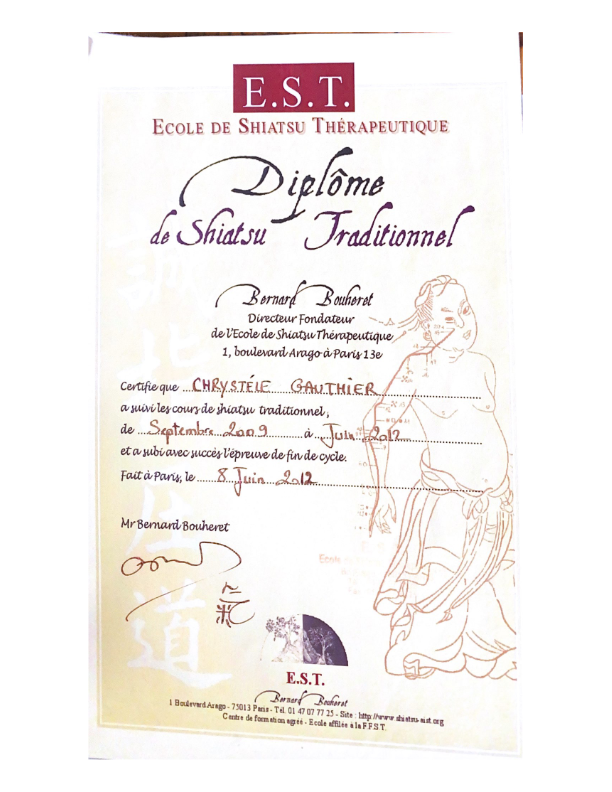 E.S.T.
ECOLE DE SHIATSU THÉRAPEUTIQUE
Diplôme
de Shiatsu Traditionnel
Bernard Bouheret
Directeur Fondateur
de l'Ecole de Shiatsu Thérapeutique
1, boulevard Arago à Paris 13e
Certifie que CHRYSTÉLE GAUTHIER
a suivi les cours de shiatsu traditionnel,
de Septembre 2009 à Juin 2012
et a subi avec succès l'épreuve de fin de cycle.
Fait à Paris, le 8 Juin 2012
Mr Bernard Bouheret
道
E.S.T.
Bernard Bouheret
1 Boulevard Arago - 75013 Paris - Tél. 01 47 07 77 25 - Site : http://www.shiatsu-aist.org
Centre de formation agréé - Ecole affiliée à la F.F.S.T.